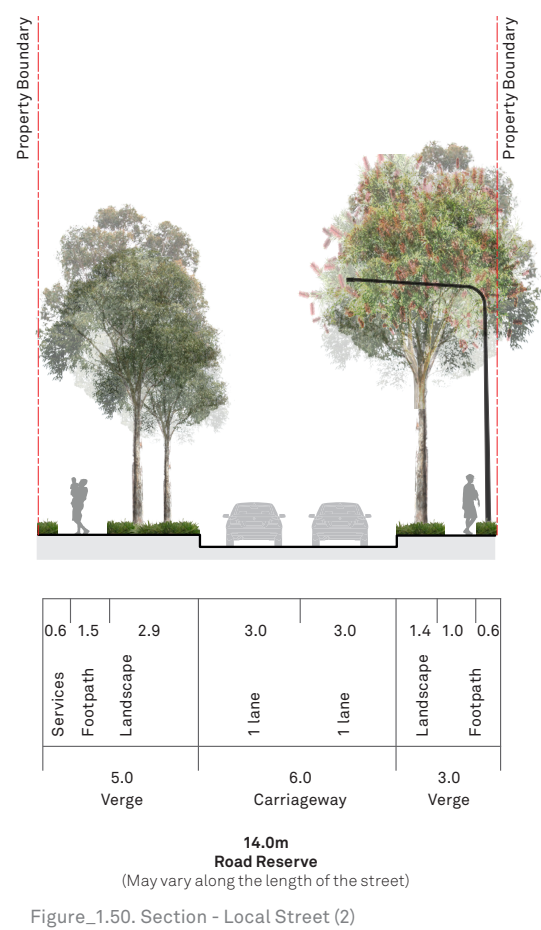 Property Boundary
Property Boundary
0.6 1.5 2.9 3.0 3.0 1.4 1.0 0.6
Services Footpath Landscape 1 lane 1 lane Landscape Footpath
5.0 6.0 3.0
Verge Carriageway Verge
14.0m
Road Reserve
(May vary along the length of the street)
Figure_1.50. Section - Local Street (2)